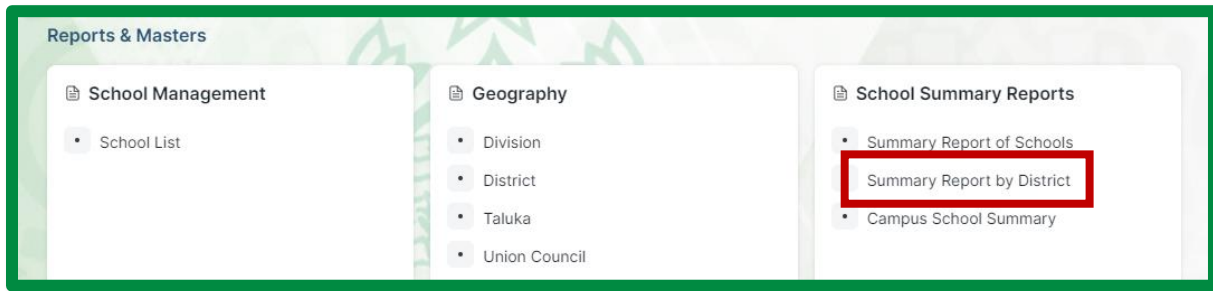 Reports & Masters
School Management
• School List
Geography
• Division
• District
• Taluka
• Union Council
School Summary Reports
• Summary Report of Schools
Summary Report by District
• Campus School Summary